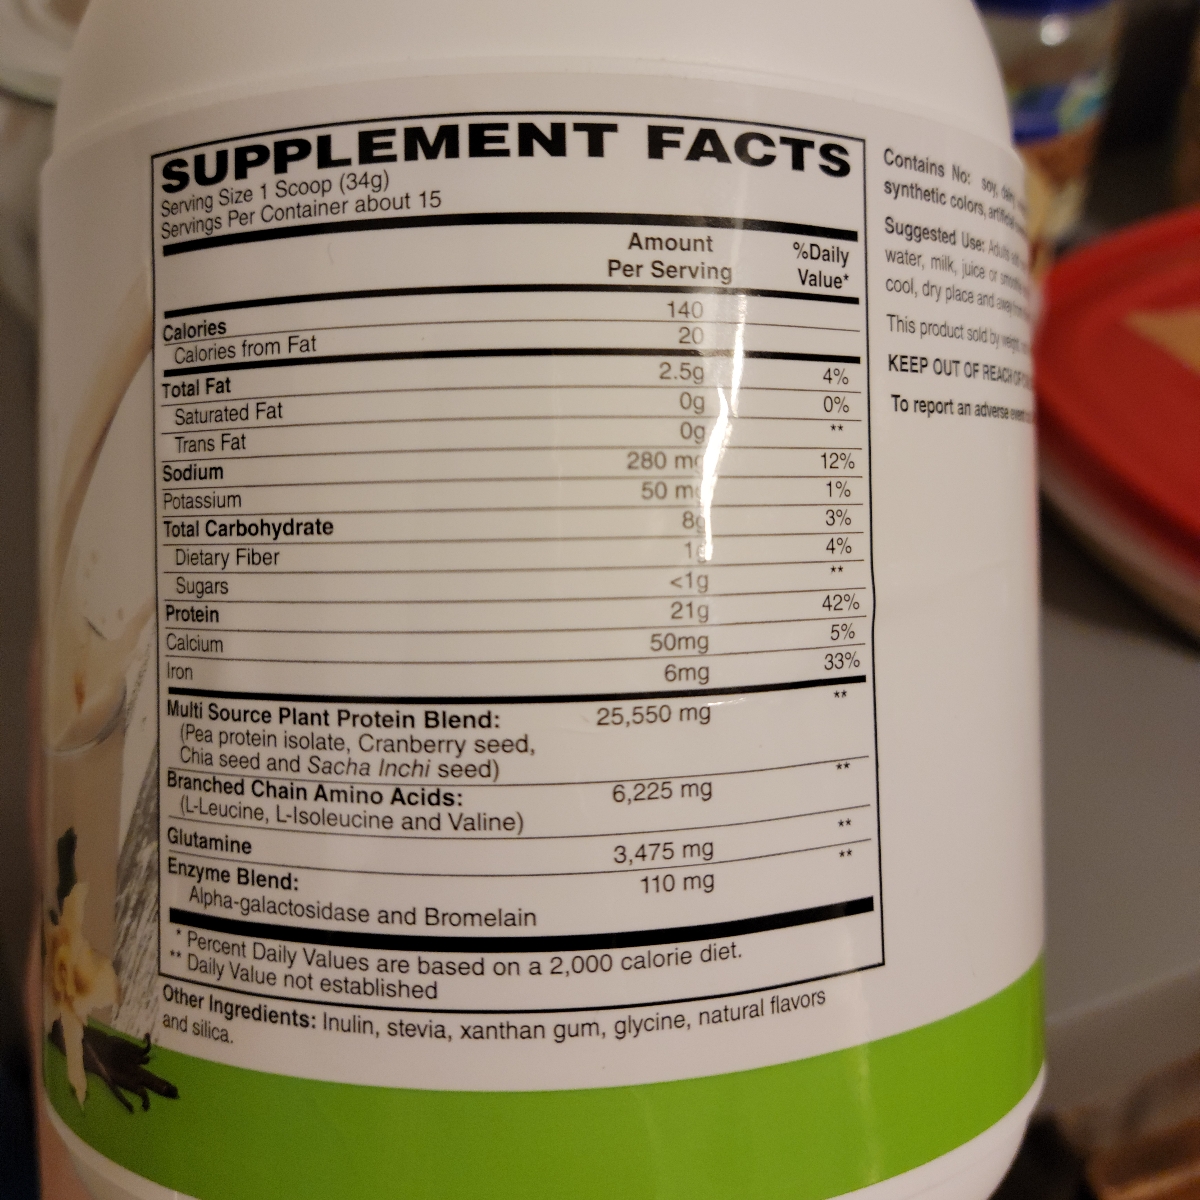 SUPPLEMENT FACTS
Serving Size 1 Scoop (34g)
Servings Per Container about 15
Amount Per Serving %Daily Value*
Calories 140
Calories from Fat 20
Total Fat 2.5g 4%
Saturated Fat 0g 0%
Trans Fat 0g **
Sodium 280 mg 12%
Potassium 50 mg 1%
Total Carbohydrate 8g 3%
Dietary Fiber 1g 4%
Sugars <1g **
Protein 21g 42%
Calcium 50mg 5%
Iron 6mg 33%
Multi Source Plant Protein Blend: 25,550 mg **
(Pea protein isolate, Cranberry seed,
Chia seed and Sacha Inchi seed)
Branched Chain Amino Acids: 6,225 mg **
(L-Leucine, L-Isoleucine and Valine)
Glutamine 3,475 mg **
Enzyme Blend: 110 mg **
Alpha-galactosidase and Bromelain
* Percent Daily Values are based on a 2,000 calorie diet.
** Daily Value not established
Other Ingredients: Inulin, stevia, xanthan gum, glycine, natural flavors
and silica.
Contains No: soy,
synthetic colors,
Suggested Use:
water, milk, juice or
cool, dry place and
This product sold by
KEEP OUT OF REACH OF
To report an adverse